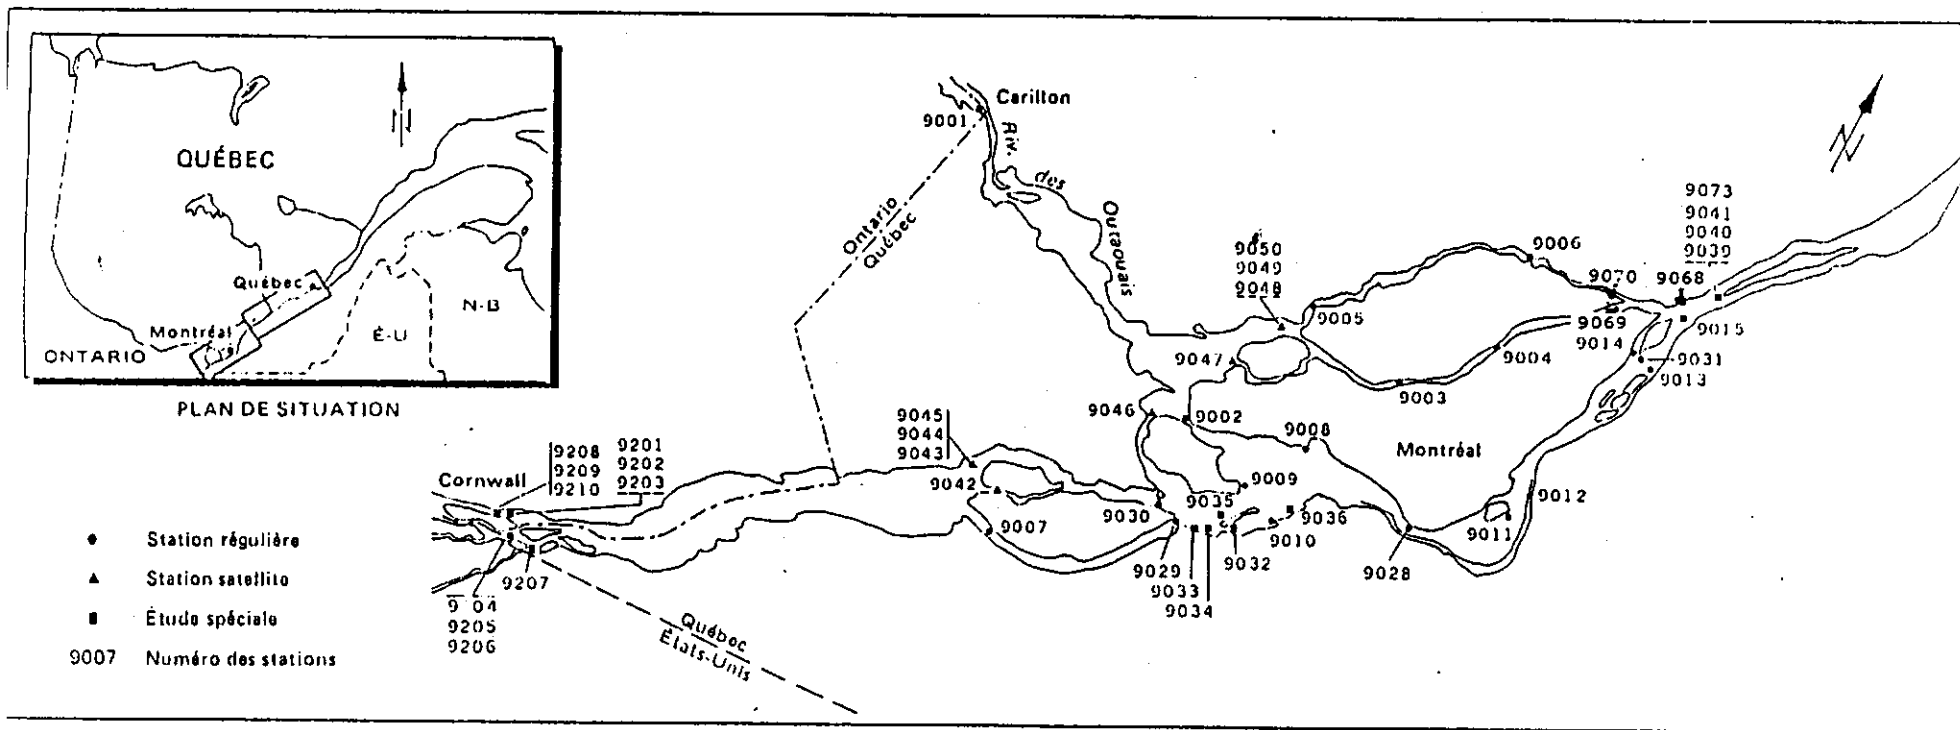 N
QUÉBEC
Québec
Montréal
ONTARIO
É-U
N-B
PLAN DE SITUATION
Carillon
9001
Riv. des Outaouais
Ontario
Québec
N
9073
9041
9040
9039
9050
9049
9048
9006
9070
9068
9005
9069
9015
9047
9004
9014
9031
9013
9003
9046
9002
9008
Montréal
9045
9044
9043
9042
9009
9012
9208
9209
9210
9201
9202
9203
Cornwall
9007
9030
9035
9036
9011
9010
9032
9029
9033
9034
9028
9207
9205
9206
Québec
États-Unis
Station régulière
Station satellite
Étude spéciale
9007 Numéro des stations